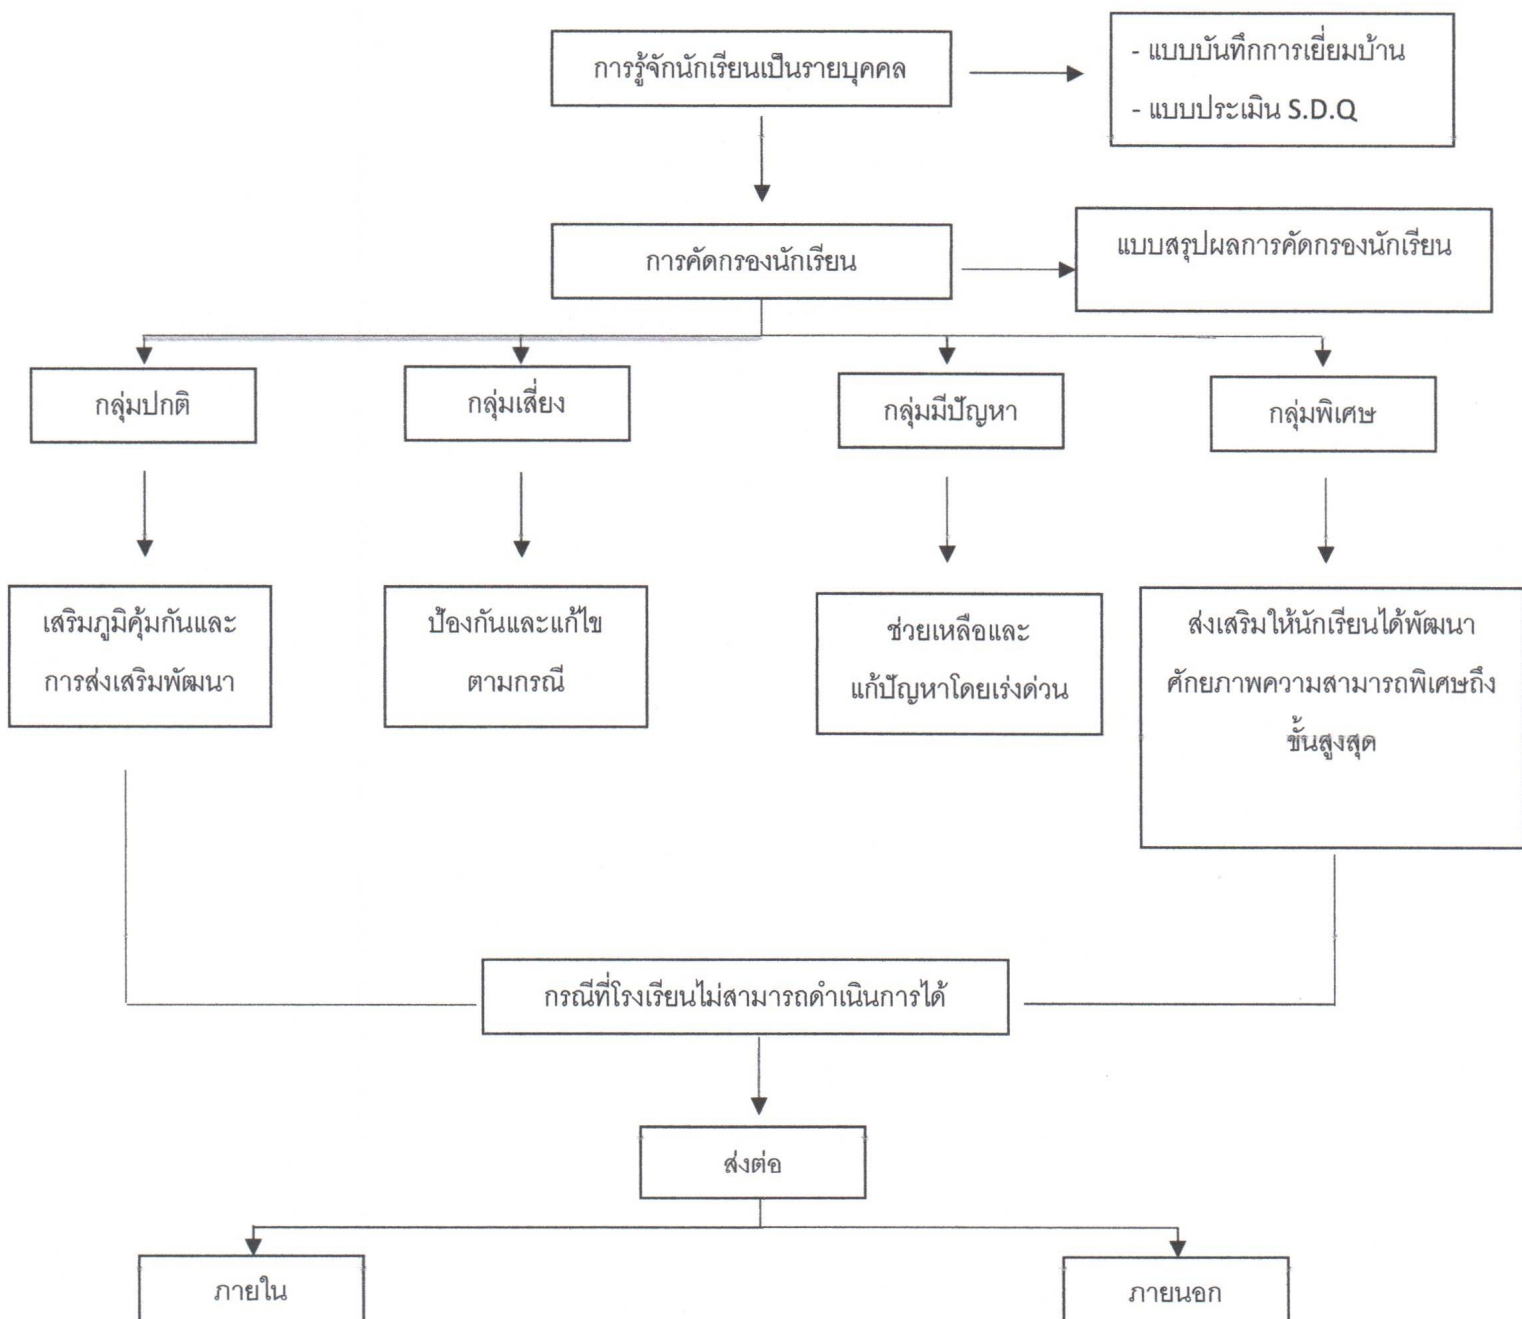 การรู้จักนักเรียนเป็นรายบุคคล
- แบบบันทึกการเยี่ยมบ้าน
- แบบประเมิน S.D.Q
การคัดกรองนักเรียน
แบบสรุปผลการคัดกรองนักเรียน
กลุ่มปกติ
กลุ่มเสี่ยง
กลุ่มมีปัญหา
กลุ่มพิเศษ
เสริมภูมิคุ้มกันและ
การส่งเสริมพัฒนา
ป้องกันและแก้ไข
ตามกรณี
ช่วยเหลือและ
แก้ปัญหาโดยเร่งด่วน
ส่งเสริมให้นักเรียนได้พัฒนา
ศักยภาพความสามารถพิเศษถึง
ขั้นสูงสุด
กรณีที่โรงเรียนไม่สามารถดำเนินการได้
ส่งต่อ
ภายใน
ภายนอก